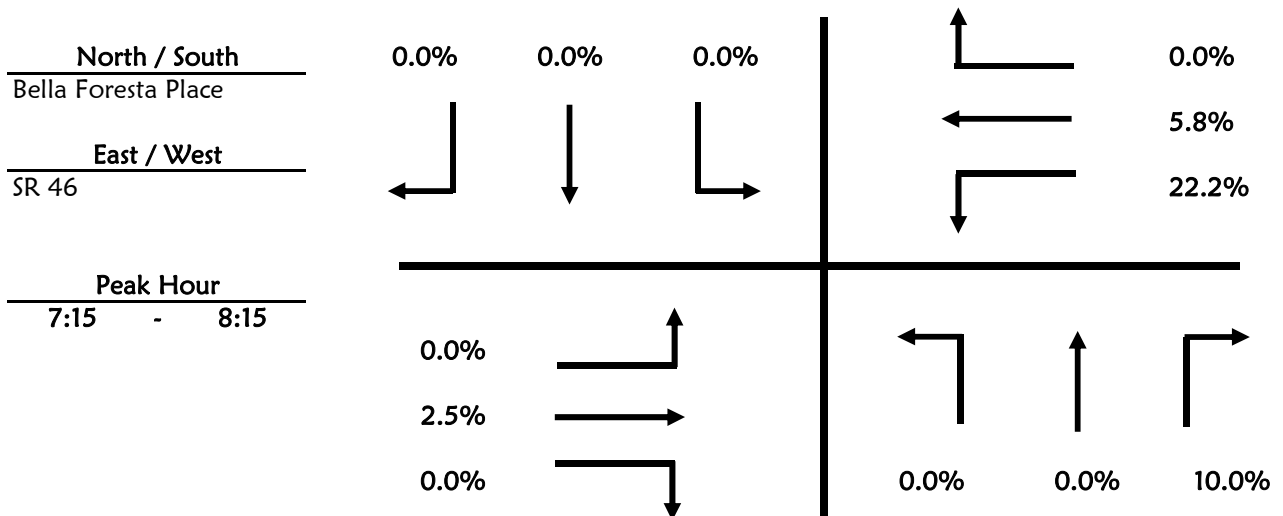 North / South
Bella Foresta Place
East / West
SR 46
Peak Hour
7:15 - 8:15
0.0% 0.0% 0.0%
0.0%
5.8%
22.2%
0.0%
2.5%
0.0%
0.0% 0.0% 10.0%